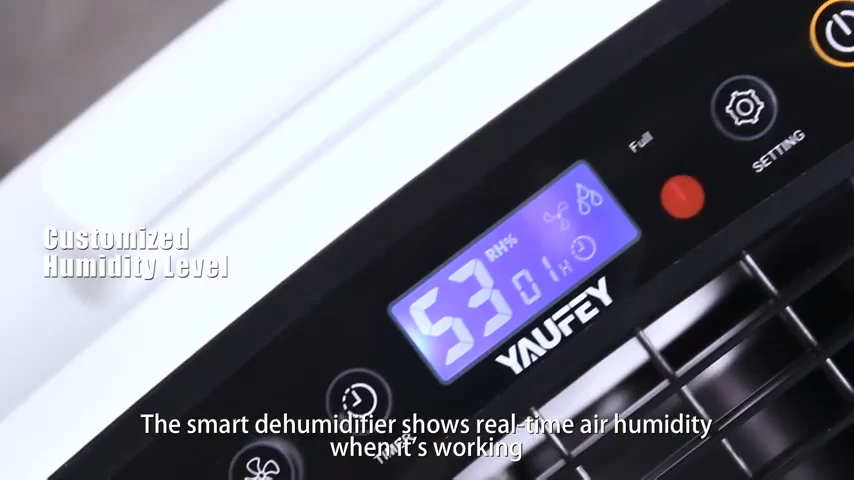 Full
SETTING
RH%
53 01H
YAUFEY
Customized
Humidity Level
TIMER
The smart dehumidifier shows real-time air humidity
when it's working